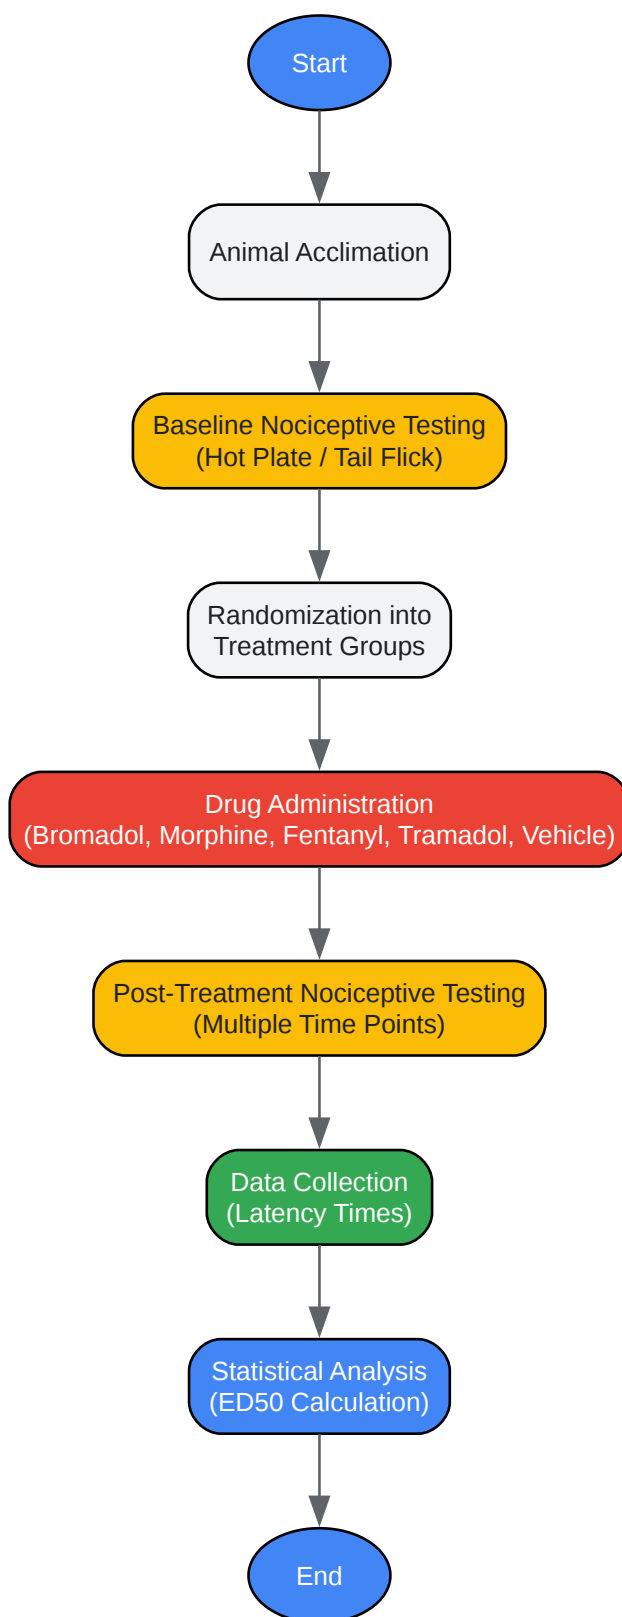 Start
Animal Acclimation
Baseline Nociceptive Testing
(Hot Plate / Tail Flick)
Randomization into
Treatment Groups
Drug Administration
(Bromadol, Morphine, Fentanyl, Tramadol, Vehicle)
Post-Treatment Nociceptive Testing
(Multiple Time Points)
Data Collection
(Latency Times)
Statistical Analysis
(ED50 Calculation)
End